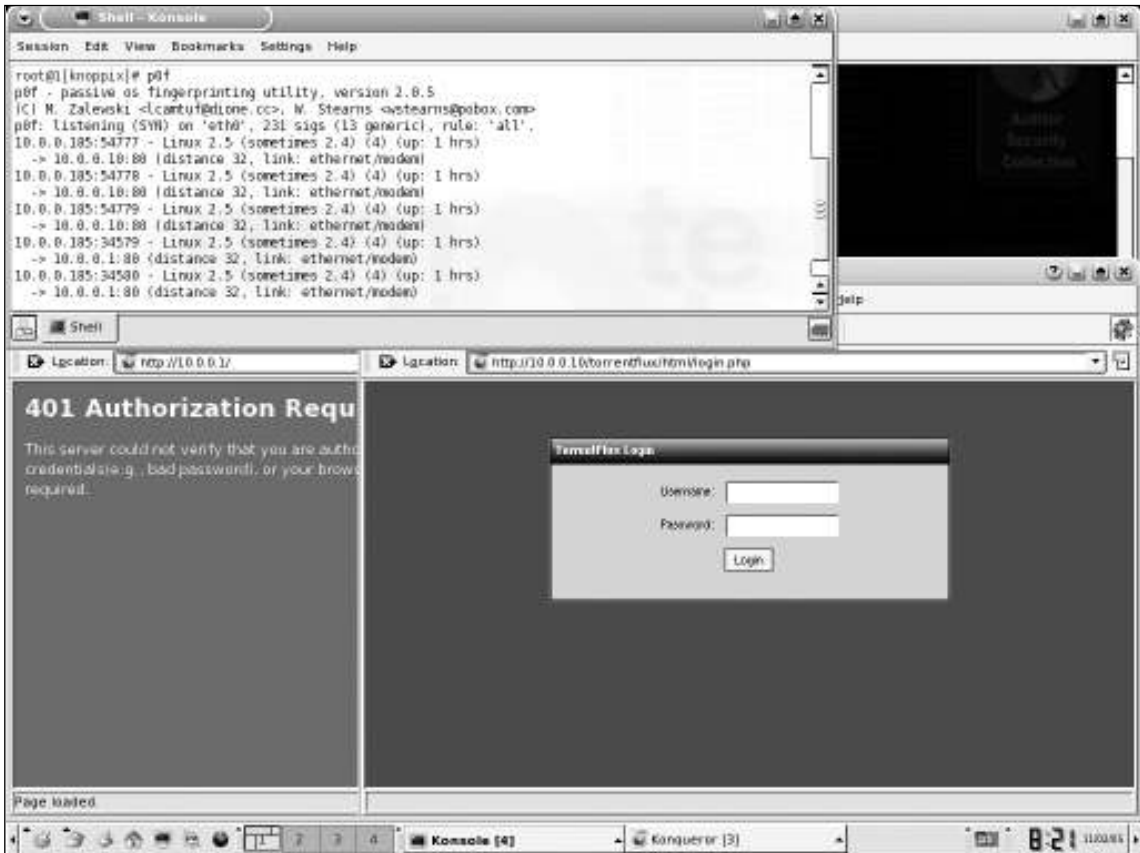 Shell - Konsole
Session Edit View Bookmarks Settings Help
root@1[knoppix]# p0f
p0f - passive os fingerprinting utility, version 2.0.5
(C) M. Zalewski <lcamtuf@dione.cc>, W. Stearns <wstearns@pobox.com>
p0f: listening (SYN) on 'eth0', 231 sigs (13 generic), rule: 'all'.
10.0.0.185:54777 - Linux 2.5 (sometimes 2.4) (4) (up: 1 hrs)
-> 10.0.0.10:80 (distance 32, link: ethernet/modem)
10.0.0.185:54778 - Linux 2.5 (sometimes 2.4) (4) (up: 1 hrs)
-> 10.0.0.10:80 (distance 32, link: ethernet/modem)
10.0.0.185:54779 - Linux 2.5 (sometimes 2.4) (4) (up: 1 hrs)
-> 10.0.0.10:80 (distance 32, link: ethernet/modem)
10.0.0.185:34579 - Linux 2.5 (sometimes 2.4) (4) (up: 1 hrs)
-> 10.0.0.1:80 (distance 32, link: ethernet/modem)
10.0.0.185:34580 - Linux 2.5 (sometimes 2.4) (4) (up: 1 hrs)
-> 10.0.0.1:80 (distance 32, link: ethernet/modem)
Auditor
Security
Collection
Help
Shell
Location: http://10.0.0.1/
Location: http://10.0.0.10/torrentflux/html/login.php
401 Authorization Requ
This server could not verify that you are autho
credentials(e.g., bad password), or your brows
required.
TorrentFlux Login
Username:
Password:
Login
Page loaded.
1 2 3 4
Konsole [4]
Konqueror [3]
8:21